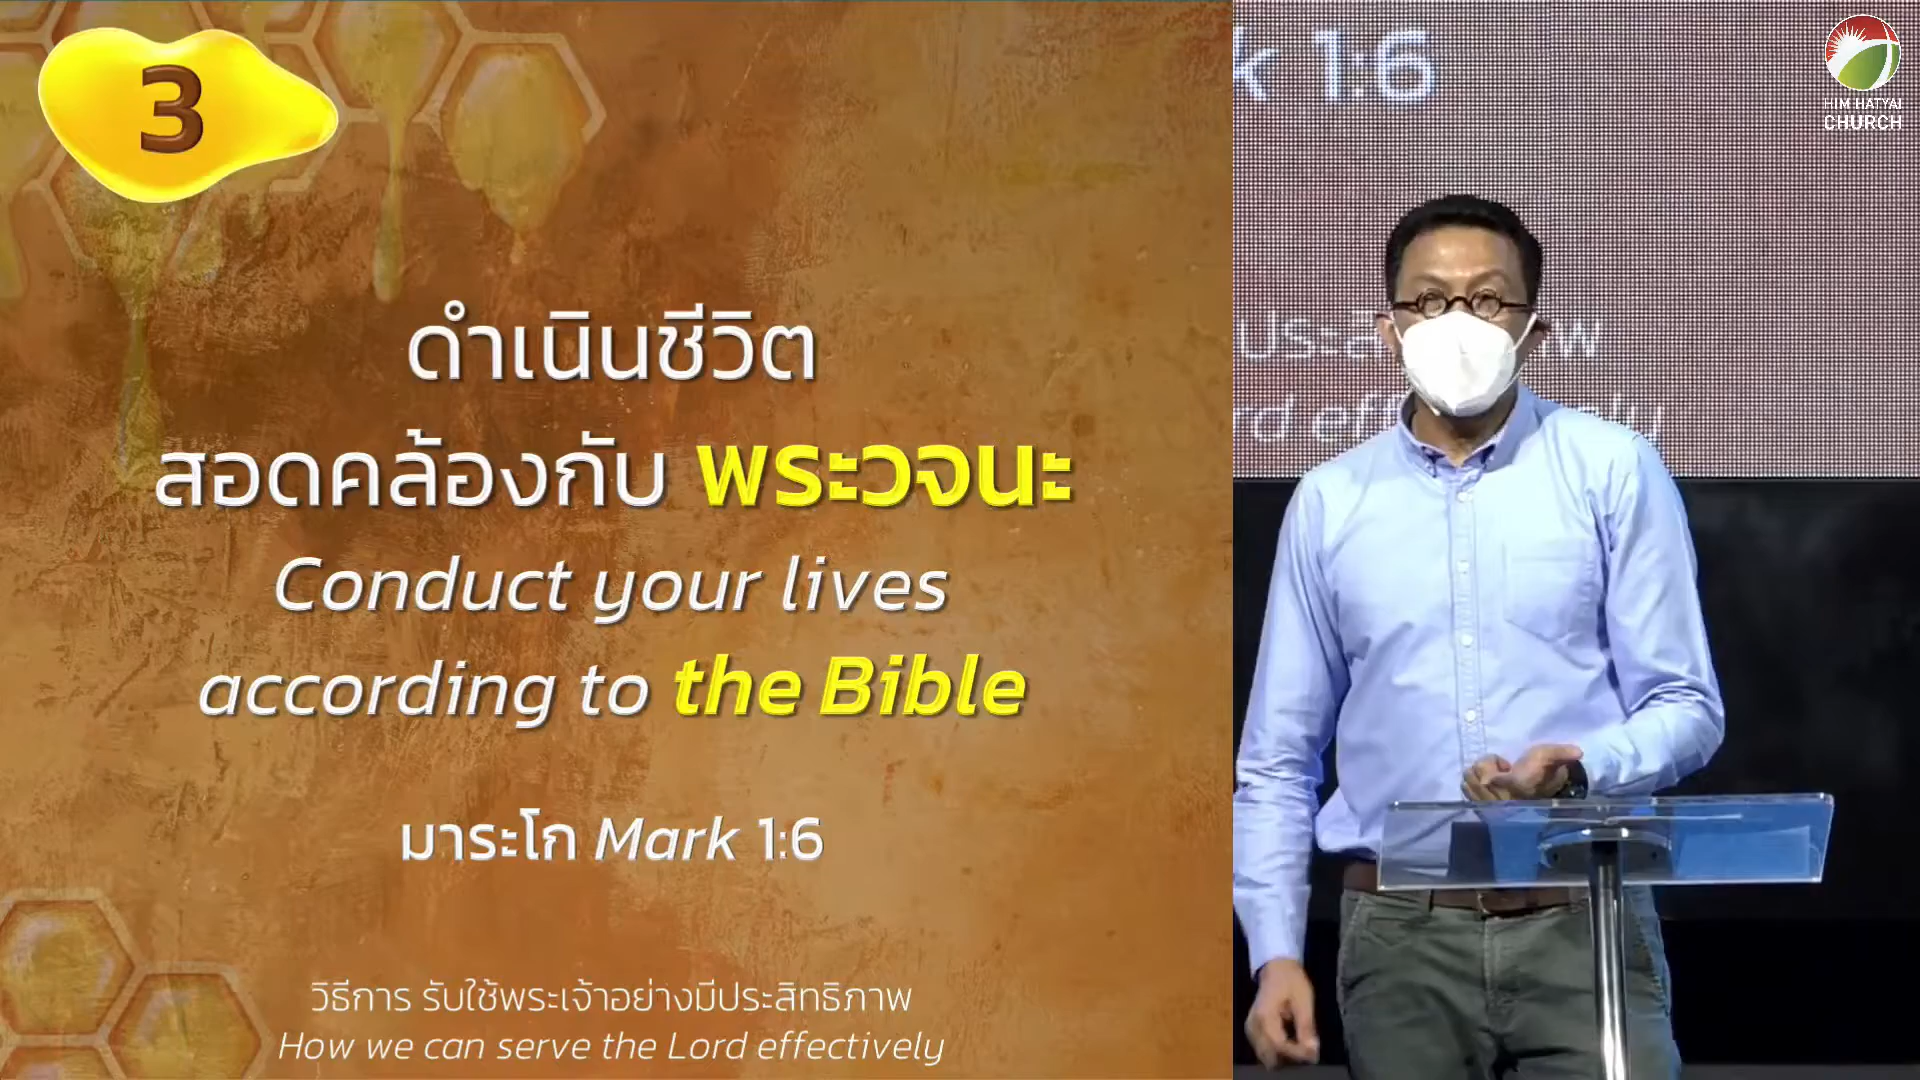 3
ดำเนินชีวิต
สอดคล้องกับ พระวจนะ
Conduct your lives
according to the Bible
มาระโก Mark 1:6
วิธีการ รับใช้พระเจ้าอย่างมีประสิทธิภาพ
How we can serve the Lord effectively
k 1:6
HIM HATYAI
CHURCH